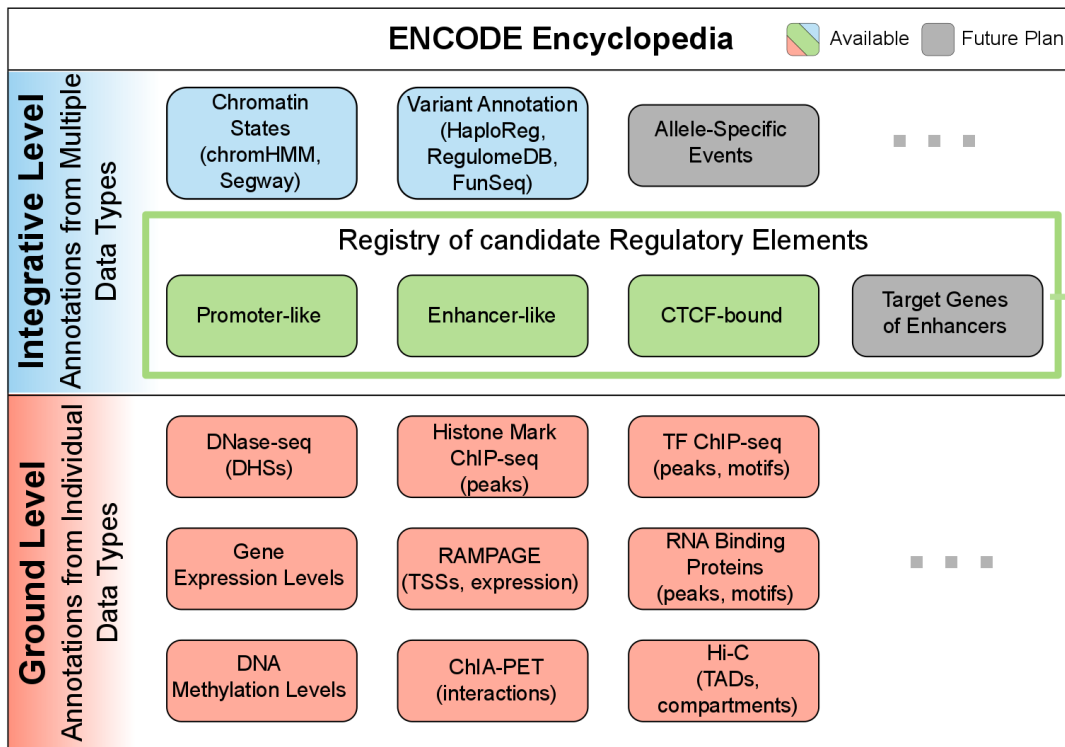 ENCODE Encyclopedia
Available
Future Plan
Integrative Level
Annotations from Multiple
Data Types
Chromatin
States
(chromHMM,
Segway)
Variant Annotation
(HaploReg,
RegulomeDB,
FunSeq)
Allele-Specific
Events
Registry of candidate Regulatory Elements
Promoter-like
Enhancer-like
CTCF-bound
Target Genes
of Enhancers
Ground Level
Annotations from Individual
Data Types
DNase-seq
(DHSs)
Histone Mark
ChIP-seq
(peaks)
TF ChIP-seq
(peaks, motifs)
Gene
Expression Levels
RAMPAGE
(TSSs, expression)
RNA Binding
Proteins
(peaks, motifs)
DNA
Methylation Levels
ChIA-PET
(interactions)
Hi-C
(TADs,
compartments)